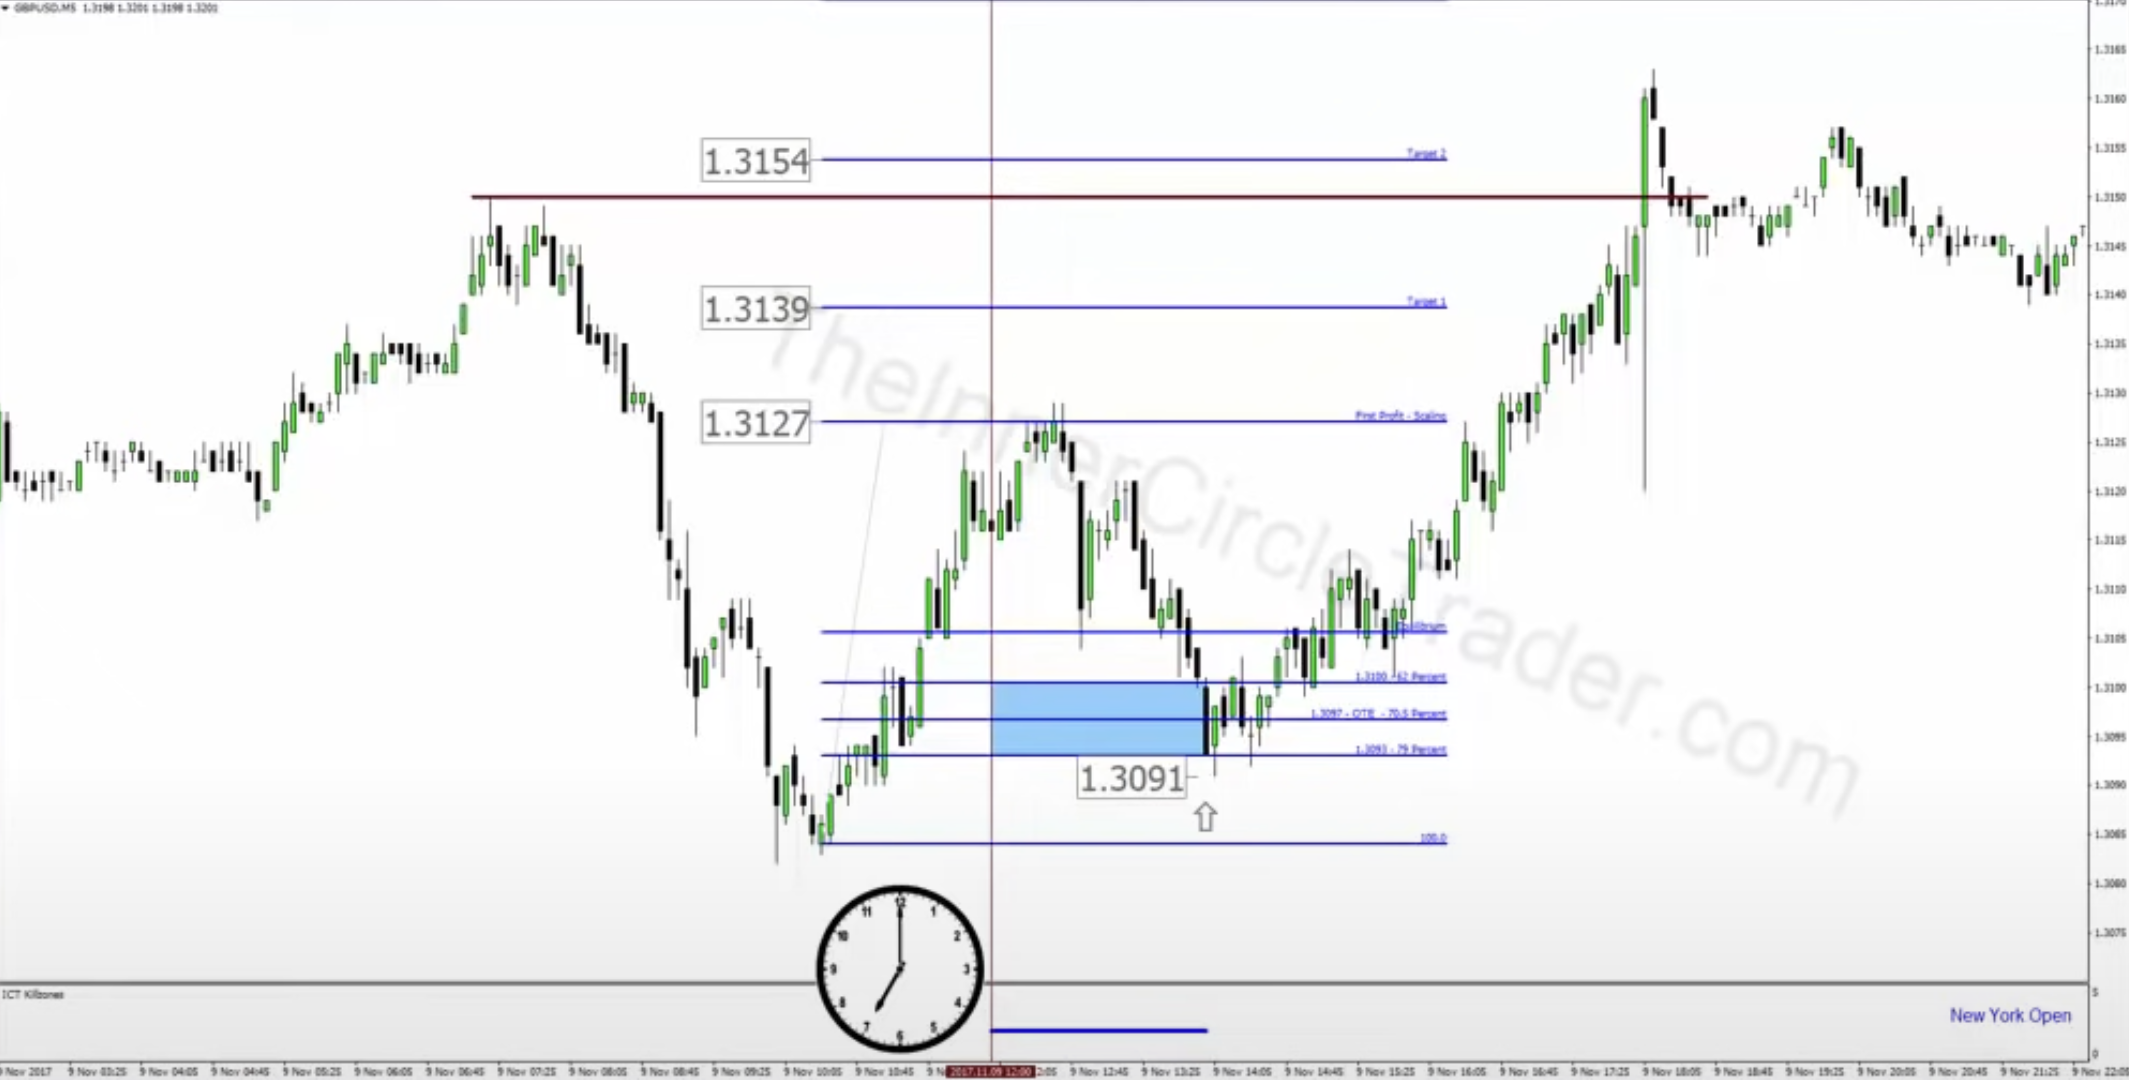 GBPUSD,M5 1.3198 1.3201 1.3198 1.3201
1.3170
1.3165
1.3160
1.3155
1.3154
Target 2
1.3150
1.3145
1.3140
1.3139
Target 1
1.3135
1.3130
1.3127
First Profit - Scaling
1.3125
1.3120
TheInnerCircleTrader.com
1.3115
1.3110
1.3105
Equilibrium
1.3100 - 62 Percent
1.3100
1.3097 - OTE - 70.5 Percent
1.3095
1.3093 - 79 Percent
1.3091
1.3090
1.3085
100.0
1.3080
1.3075
12
11 1
10 2
9 3
8 4
7 5
6
ICT Killzones
5
New York Open
0
9 Nov 2017 9 Nov 03:25 9 Nov 04:05 9 Nov 04:45 9 Nov 05:25 9 Nov 06:05 9 Nov 06:45 9 Nov 07:25 9 Nov 08:05 9 Nov 08:45 9 Nov 09:25 9 Nov 10:05 9 Nov 10:45 9 N 2017.11.09 12:00 2:05 9 Nov 12:45 9 Nov 13:25 9 Nov 14:05 9 Nov 14:45 9 Nov 15:25 9 Nov 16:05 9 Nov 16:45 9 Nov 17:25 9 Nov 18:05 9 Nov 18:45 9 Nov 19:25 9 Nov 20:05 9 Nov 20:45 9 Nov 21:25 9 Nov 22:05